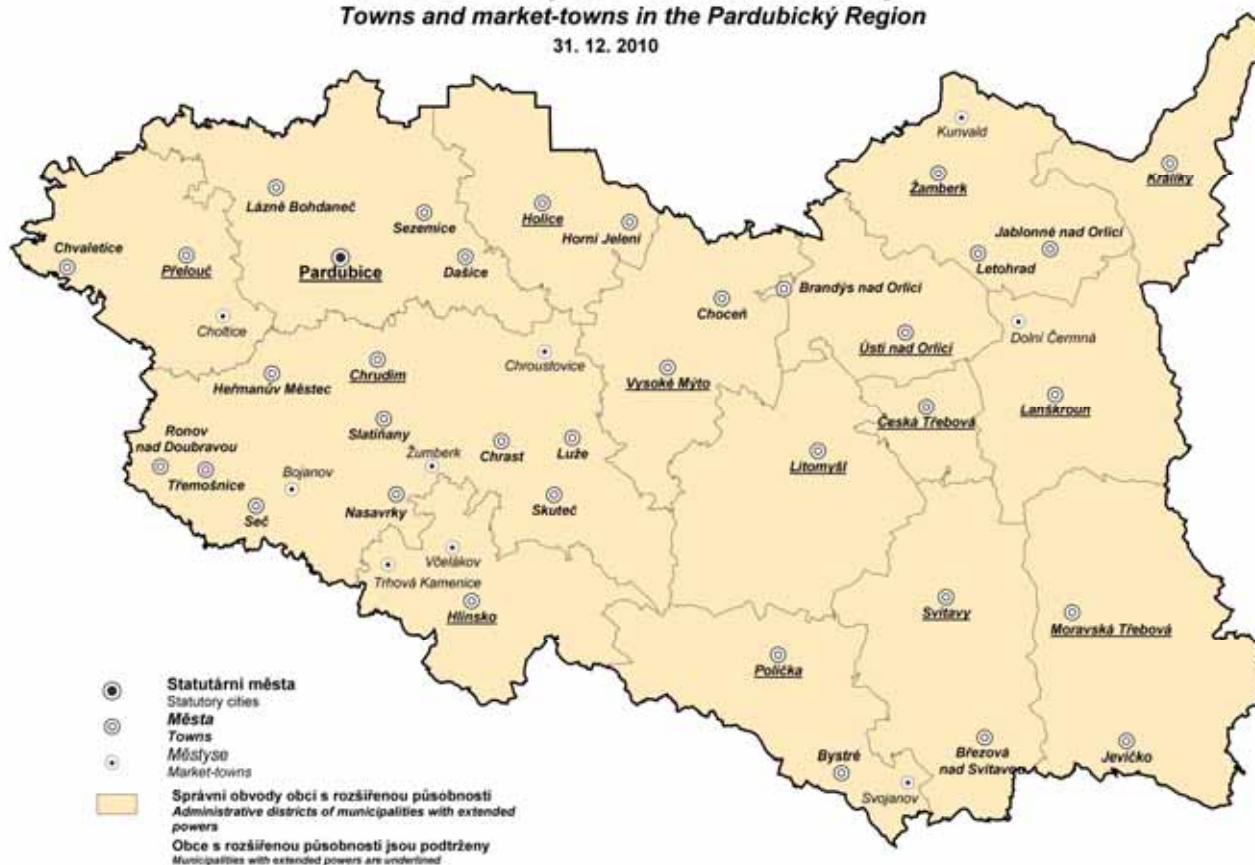 Towns and market-towns in the Pardubický Region
31. 12. 2010
Kunvald
Žamberk
Králíky
Lázně Bohdaneč
Sezemice
Holice
Horní Jelení
Jablonné nad Orlicí
Letohrad
Chvaletice
Přelouč
Pardubice
Dašice
Choceň
Brandýs nad Orlicí
Choltice
Dolní Čermná
Ústí nad Orlicí
Chroustovice
Chrudim
Heřmanův Městec
Vysoké Mýto
Lanškroun
Česká Třebová
Slatiňany
Ronov
nad Doubravou
Žumberk
Chrast
Luže
Litomyšl
Třemošnice
Bojanov
Seč
Nasavrky
Skuteč
Včelákov
Trhová Kamenice
Hlinsko
Svitavy
Moravská Třebová
Polička
Bystré
Březová
nad Svitavou
Jevíčko
Svojanov
Statutární města
Statutory cities
Města
Towns
Městyse
Market-towns
Správní obvody obcí s rozšířenou působností
Administrative districts of municipalities with extended
powers
Obce s rozšířenou působností jsou podtrženy
Municipalities with extended powers are underlined